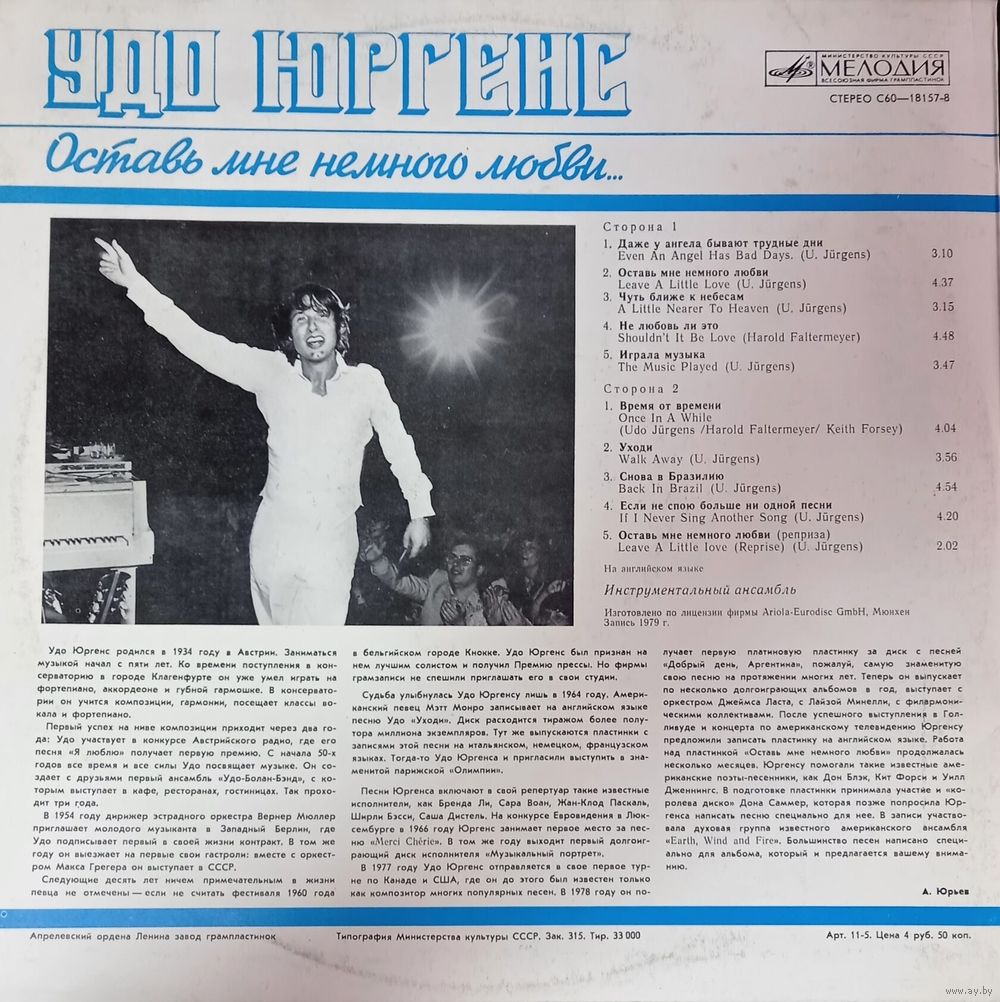 УДО ЮРГЕНС
МИНИСТЕРСТВО КУЛЬТУРЫ СССР
МЕЛОДИЯ
ВСЕСОЮЗНАЯ ФИРМА ГРАМПЛАСТИНОК
СТЕРЕО С60—18157-8
Оставь мне немного любви...
Сторона 1
1. Даже у ангела бывают трудные дни
Even An Angel Has Bad Days. (U. Jürgens) 3.10
2. Оставь мне немного любви
Leave A Little Love (U. Jürgens) 4.37
3. Чуть ближе к небесам
A Little Nearer To Heaven (U. Jürgens) 3.15
4. Не любовь ли это
Shouldn't It Be Love (Harold Faltermeyer) 4.48
5. Играла музыка
The Music Played (U. Jürgens) 3.47
Сторона 2
1. Время от времени
Once In A While
(Udo Jürgens /Harold Faltermeyer/ Keith Forsey) 4.04
2. Уходи
Walk Away (U. Jürgens) 3.56
3. Снова в Бразилию
Back In Brazil (U. Jürgens) 4.54
4. Если не спою больше ни одной песни
If I Never Sing Another Song (U. Jürgens) 4.20
5. Оставь мне немного любви (реприза)
Leave A Little love (Reprise) (U. Jürgens) 2.02
На английском языке
Инструментальный ансамбль
Изготовлено по лицензии фирмы Ariola-Eurodisc GmbH, Мюнхен
Запись 1979 г.
Удо Юргенс родился в 1934 году в Австрии. Заниматься
музыкой начал с пяти лет. Ко времени поступления в кон-
серваторию в городе Клагенфурте он уже умел играть на
фортепиано, аккордеоне и губной гармошке. В консервато-
рии он учится композиции, гармонии, посещает классы во-
кала и фортепиано.
Первый успех на ниве композиции приходит через два го-
да: Удо участвует в конкурсе Австрийского радио, где его
песня «Я люблю» получает первую премию. С начала 50-х
годов все время и все силы Удо посвящает музыке. Он со-
здает с друзьями первый ансамбль «Удо-Болан-Бэнд», с ко-
торым выступает в кафе, ресторанах, гостиницах. Так прохо-
дит три года.
В 1954 году дирижер эстрадного оркестра Вернер Мюллер
приглашает молодого музыканта в Западный Берлин, где
Удо подписывает первый в своей жизни контракт. В том же
году он выезжает на первые свои гастроли: вместе с оркест-
ром Макса Грегера он выступает в СССР.
Следующие десять лет ничем примечательным в жизни
певца не отмечены — если не считать фестиваля 1960 года
в бельгийском городе Кнокке. Удо Юргенс был признан на
нем лучшим солистом и получил Премию прессы. Но фирмы
грамзаписи не спешили приглашать его в свои студии.
Судьба улыбнулась Удо Юргенсу лишь в 1964 году. Амери-
канский певец Мэтт Монро записывает на английском языке
песню Удо «Уходи». Диск расходится тиражом более полу-
тора миллиона экземпляров. Тут же выпускаются пластинки с
записями этой песни на итальянском, немецком, французском
языках. Тогда-то Удо Юргенса и пригласили выступить в зна-
менитой парижской «Олимпии».
Песни Юргенса включают в свой репертуар такие известные
исполнители, как Бренда Ли, Сара Воан, Жан-Клод Паскаль,
Ширли Бэсси, Саша Дистель. На конкурсе Евровидения в Люк-
сембурге в 1966 году Юргенс занимает первое место за пес-
ню «Merci Chérie». В том же году выходит первый долгоиг-
рающий диск исполнителя «Музыкальный портрет».
В 1977 году Удо Юргенс отправляется в свое первое тур-
не по Канаде и США, где он до этого был известен только
как композитор многих популярных песен. В 1978 году он по-
лучает первую платиновую пластинку за диск с песней
«Добрый день, Аргентина», пожалуй, самую знаменитую
свою песню на протяжении многих лет. Теперь он выпускает
по несколько долгоиграющих альбомов в год, выступает с
оркестром Джеймса Ласта, с Лайзой Минелли, с филармони-
ческими коллективами. После успешного выступления в Гол-
ливуде и концерта по американскому телевидению Юргенсу
предложили записать пластинку на английском языке. Работа
над пластинкой «Оставь мне немного любви» продолжалась
несколько месяцев. Юргенсу помогали такие известные аме-
риканские поэты-песенники, как Дон Блэк, Кит Форси и Уилл
Дженнингс. В подготовке пластинки принимала участие и «ко-
ролева диско» Дона Саммер, которая позже попросила Юр-
генса написать песню специально для нее. В записи участво-
вала духовая группа известного американского ансамбля
«Earth, Wind and Fire». Большинство песен написано специ-
ально для альбома, который и предлагается вашему внима-
нию.
А. Юрьев
Апрелевский ордена Ленина завод грампластинок Типография Министерства культуры СССР. Зак. 315. Тир. 33 000 Арт. 11-5. Цена 4 руб. 50 коп.
www.ay.by